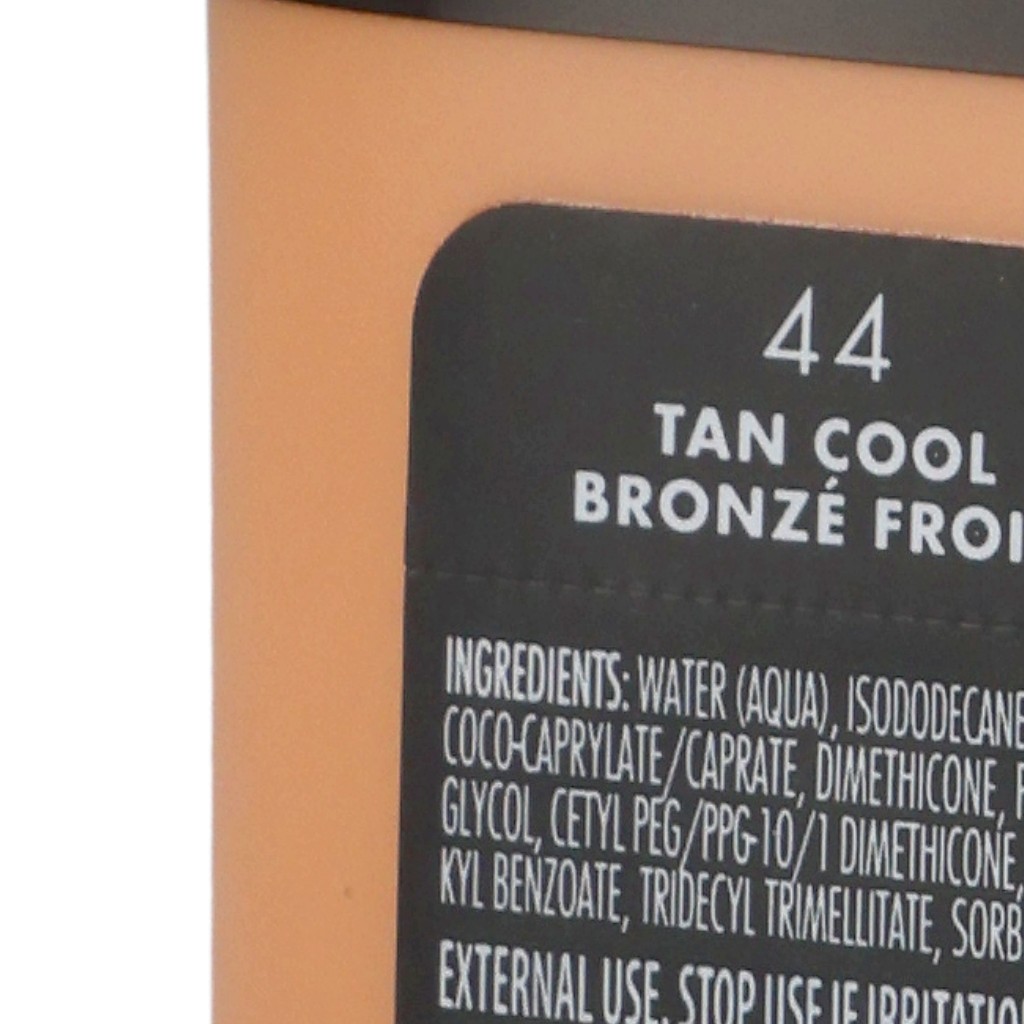 44
TAN COOL
BRONZÉ FROI
INGREDIENTS: WATER (AQUA), ISODODECANE
COCO-CAPRYLATE/CAPRATE, DIMETHICONE,
GLYCOL, CETYL PEG/PPG-10/1 DIMETHICONE,
KYL BENZOATE, TRIDECYL TRIMELLITATE, SORB
EXTERNAL USE. STOP USE IF IRRITATIO